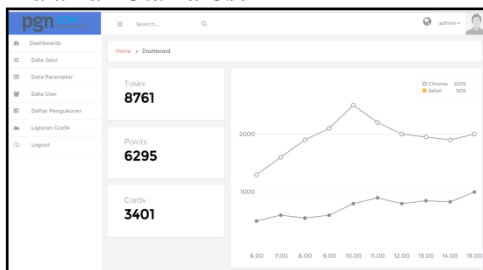 pgn
Search...
admin
Dashboards
Data Jalur
Data Parameter
Data User
Daftar Pengukuran
Laporan Grafik
Logout
Home > Dashboard
Tasks
8761
Points
6295
Cards
3401
Chrome 100%
Safari 50%
2000
1000
6.00 7.00 8.00 9.00 10.00 11.00 12.00 13.00 14.00 15.00